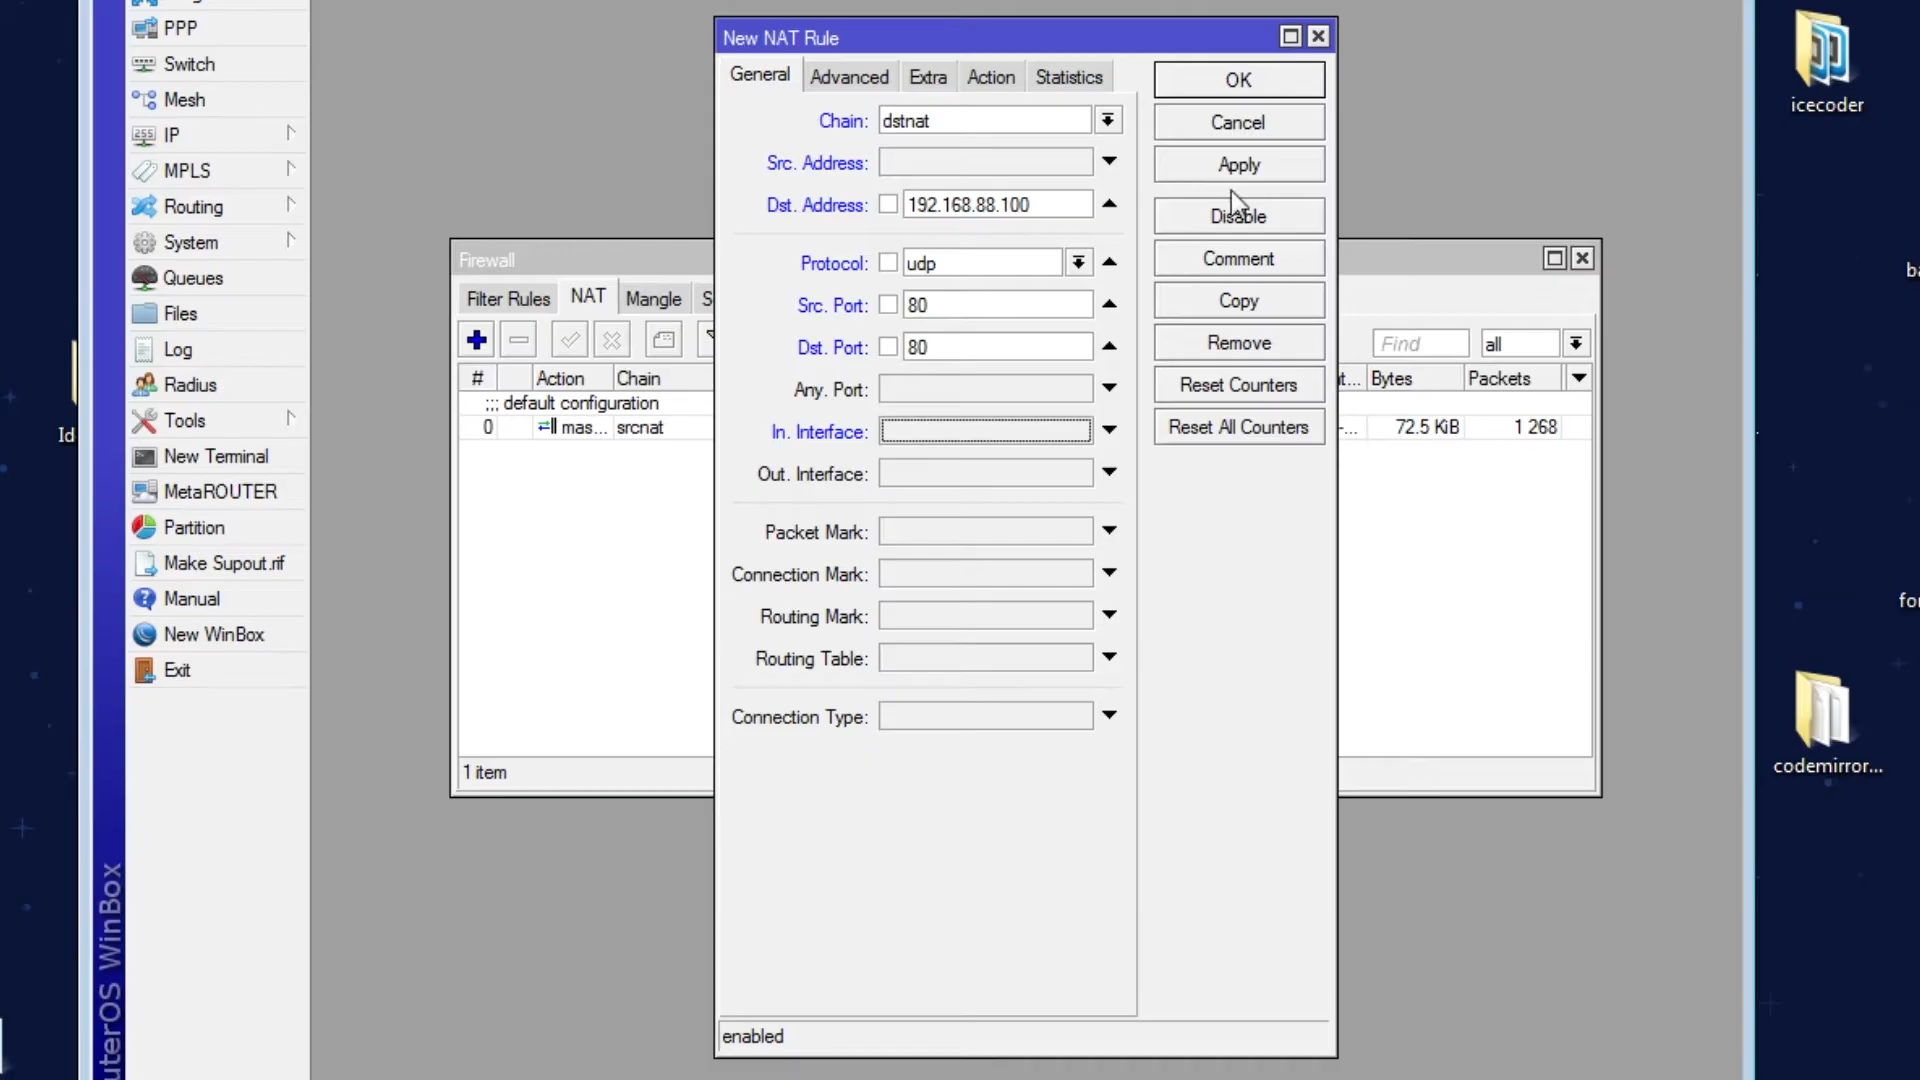 PPP
Switch
Mesh
IP
MPLS
Routing
System
Queues
Files
Log
Radius
Tools
New Terminal
MetaROUTER
Partition
Make Supout.rif
Manual
New WinBox
Exit
uterOS WinBox
Id
Firewall
Filter Rules NAT Mangle S
# Action Chain
;;; default configuration
0 mas... srcnat
1 item
New NAT Rule
General Advanced Extra Action Statistics
Chain: dstnat
Src. Address:
Dst. Address: 192.168.88.100
Protocol: udp
Src. Port: 80
Dst. Port: 80
Any. Port:
In. Interface:
Out. Interface:
Packet Mark:
Connection Mark:
Routing Mark:
Routing Table:
Connection Type:
enabled
OK
Cancel
Apply
Disable
Comment
Copy
Remove
Reset Counters
Reset All Counters
Find all
t... Bytes Packets
-... 72.5 KiB 1 268
icecoder
ba
for
codemirror...